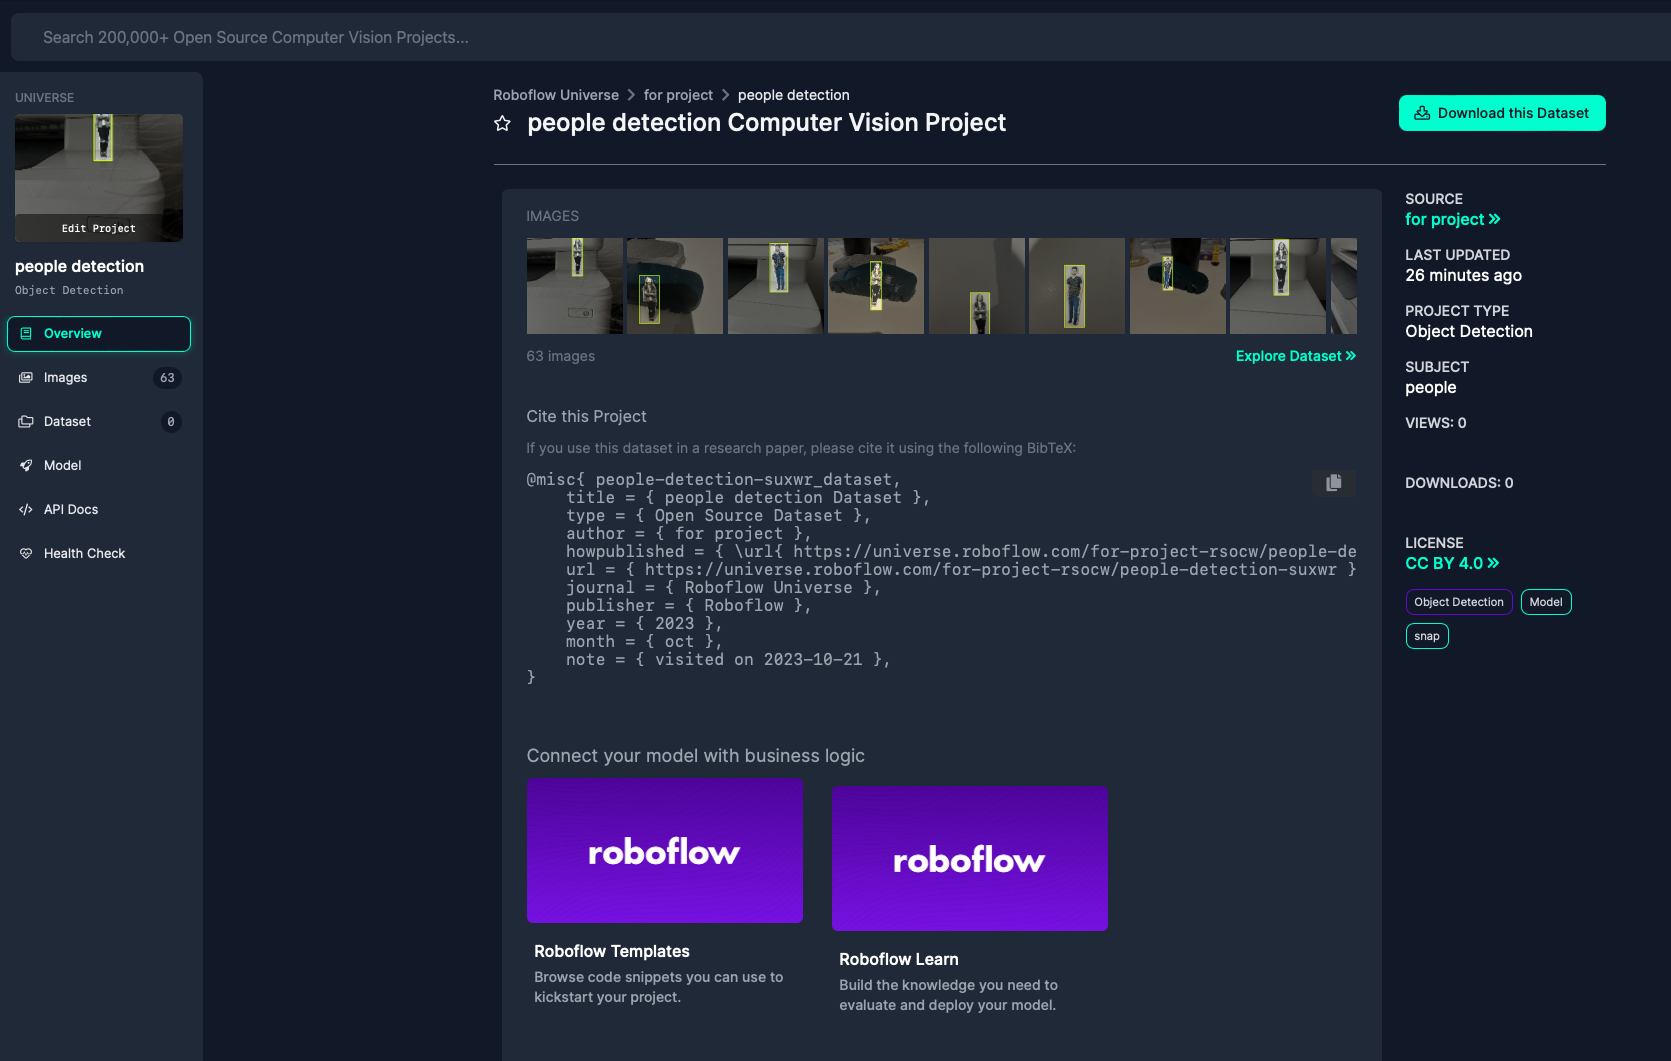 Search 200,000+ Open Source Computer Vision Projects...
UNIVERSE
Edit Project
people detection
Object Detection
Overview
Images 63
Dataset 0
Model
API Docs
Health Check
Roboflow Universe > for project > people detection
people detection Computer Vision Project
Download this Dataset
IMAGES
63 images
Explore Dataset »
Cite this Project
If you use this dataset in a research paper, please cite it using the following BibTeX:
@misc{ people-detection-suxwr_dataset,
title = { people detection Dataset },
type = { Open Source Dataset },
author = { for project },
howpublished = { \url{ https://universe.roboflow.com/for-project-rsocw/people-de
url = { https://universe.roboflow.com/for-project-rsocw/people-detection-suxwr }
journal = { Roboflow Universe },
publisher = { Roboflow },
year = { 2023 },
month = { oct },
note = { visited on 2023-10-21 },
}
Connect your model with business logic
roboflow
Roboflow Templates
Browse code snippets you can use to
kickstart your project.
roboflow
Roboflow Learn
Build the knowledge you need to
evaluate and deploy your model.
SOURCE
for project »
LAST UPDATED
26 minutes ago
PROJECT TYPE
Object Detection
SUBJECT
people
VIEWS: 0
DOWNLOADS: 0
LICENSE
CC BY 4.0 »
Object Detection
Model
snap